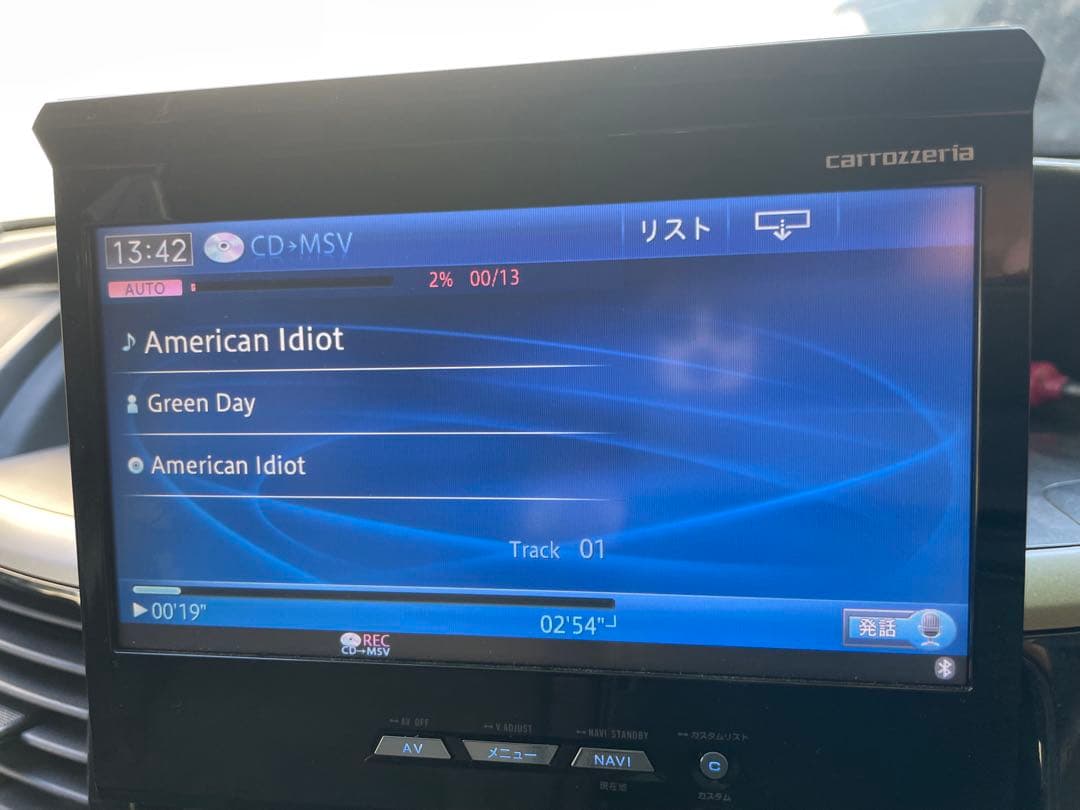 carrozzeria
13:42 CD→MSV リスト
AUTO 2% 00/13
American Idiot
Green Day
American Idiot
Track 01
00'19"
02'54"
発話
REC
CD→MSV
AV OFF V.ADJUST NAVI STANDBY カスタムリスト
AV メニュー NAVI C
現在地 カスタム